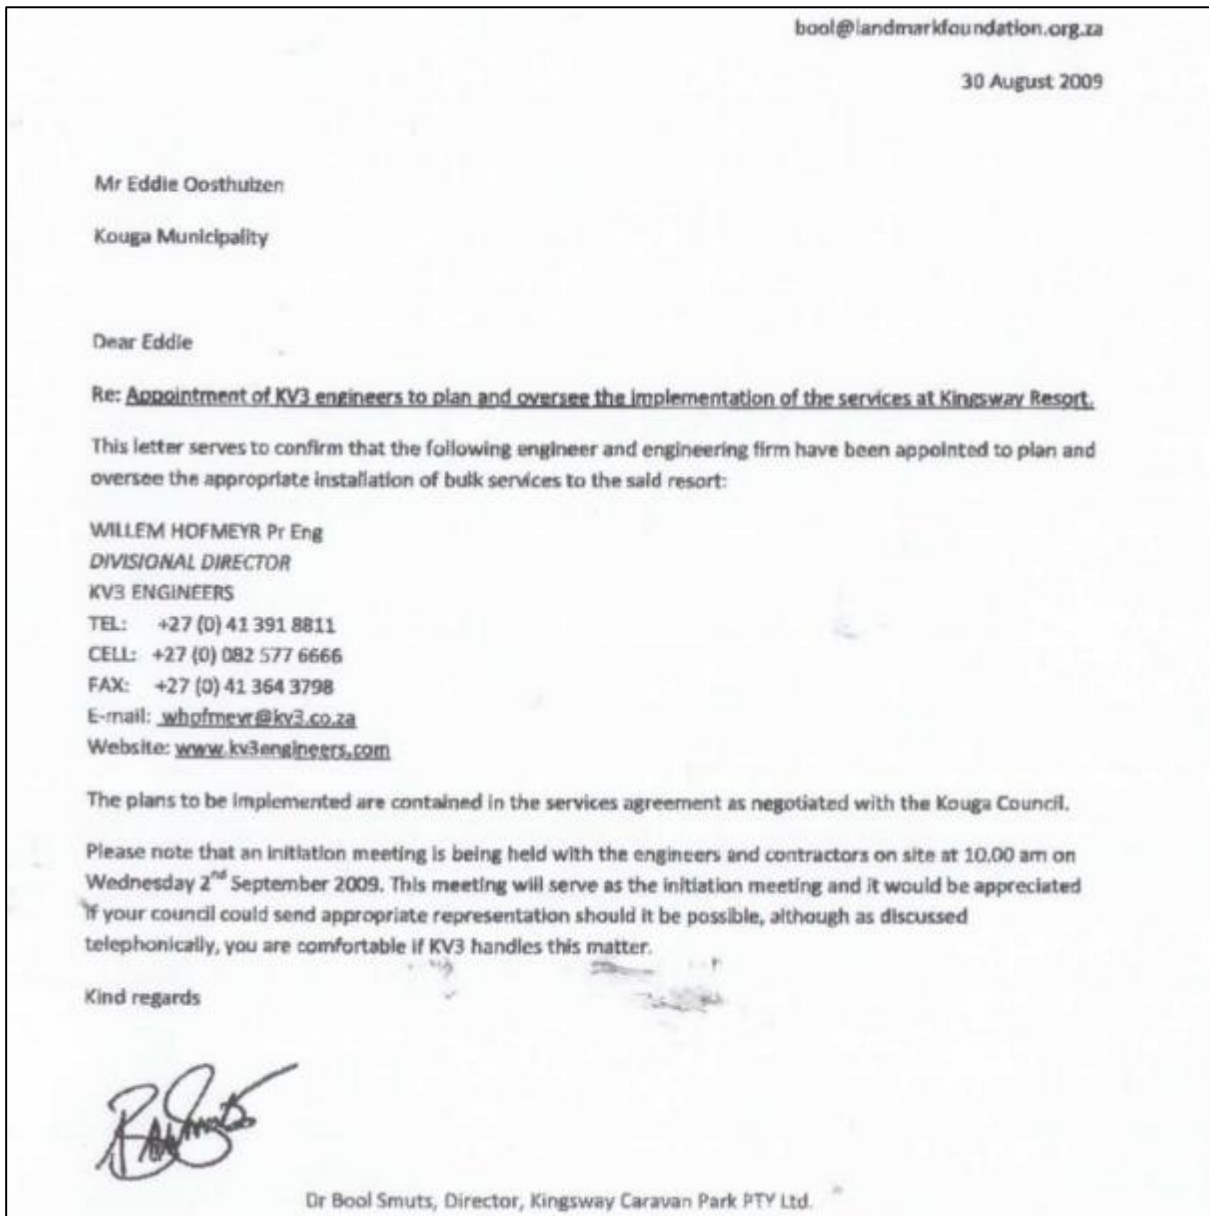 bool@landmarkfoundation.org.za
30 August 2009
Mr Eddie Oosthuizen
Kouga Municipality
Dear Eddie
Re: Appointment of KV3 engineers to plan and oversee the implementation of the services at Kingsway Resort.
This letter serves to confirm that the following engineer and engineering firm have been appointed to plan and
oversee the appropriate installation of bulk services to the said resort:
WILLEM HOFMEYR Pr Eng
DIVISIONAL DIRECTOR
KV3 ENGINEERS
TEL: +27 (0) 41 391 8811
CELL: +27 (0) 082 577 6666
FAX: +27 (0) 41 364 3798
E-mail: whofmeyr@kv3.co.za
Website: www.kv3engineers.com
The plans to be implemented are contained in the services agreement as negotiated with the Kouga Council.
Please note that an initiation meeting is being held with the engineers and contractors on site at 10.00 am on
Wednesday 2nd September 2009. This meeting will serve as the initiation meeting and it would be appreciated
if your council could send appropriate representation should it be possible, although as discussed
telephonically, you are comfortable if KV3 handles this matter.
Kind regards
Dr Bool Smuts, Director, Kingsway Caravan Park PTY Ltd.